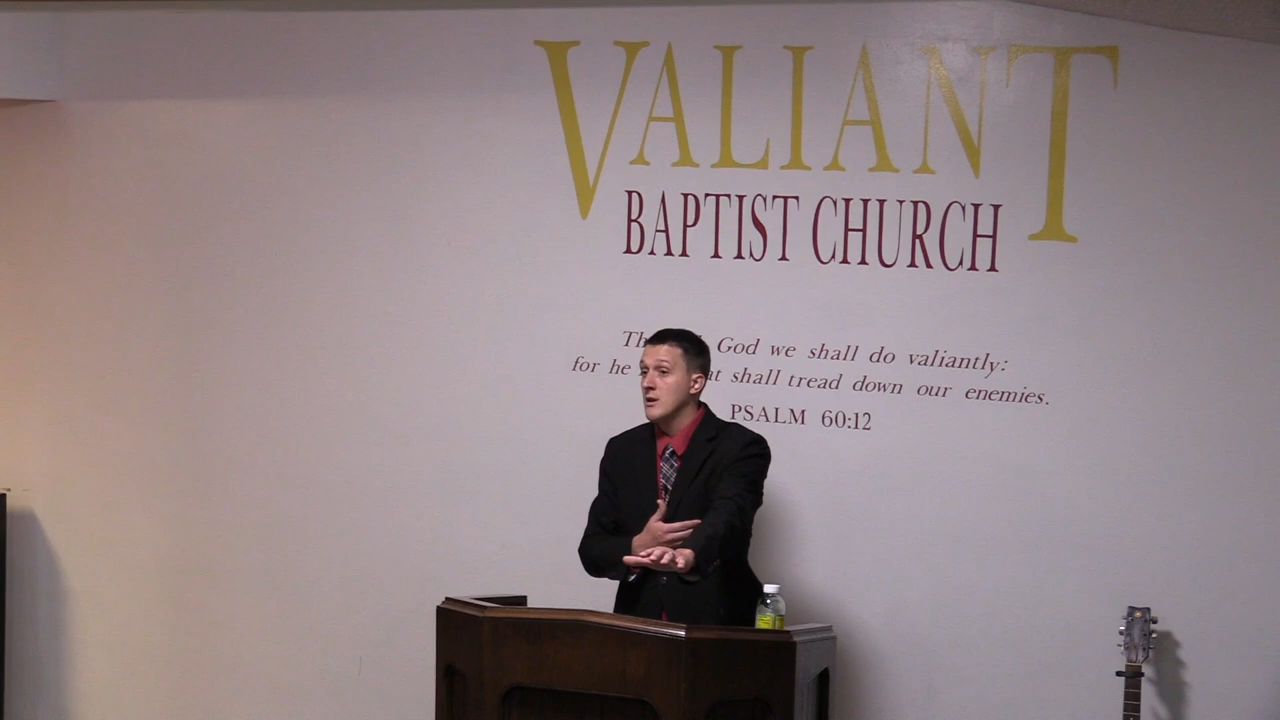 VALIANT
BAPTIST CHURCH
God we shall do valiantly:
for he shall tread down our enemies.
PSALM 60:12